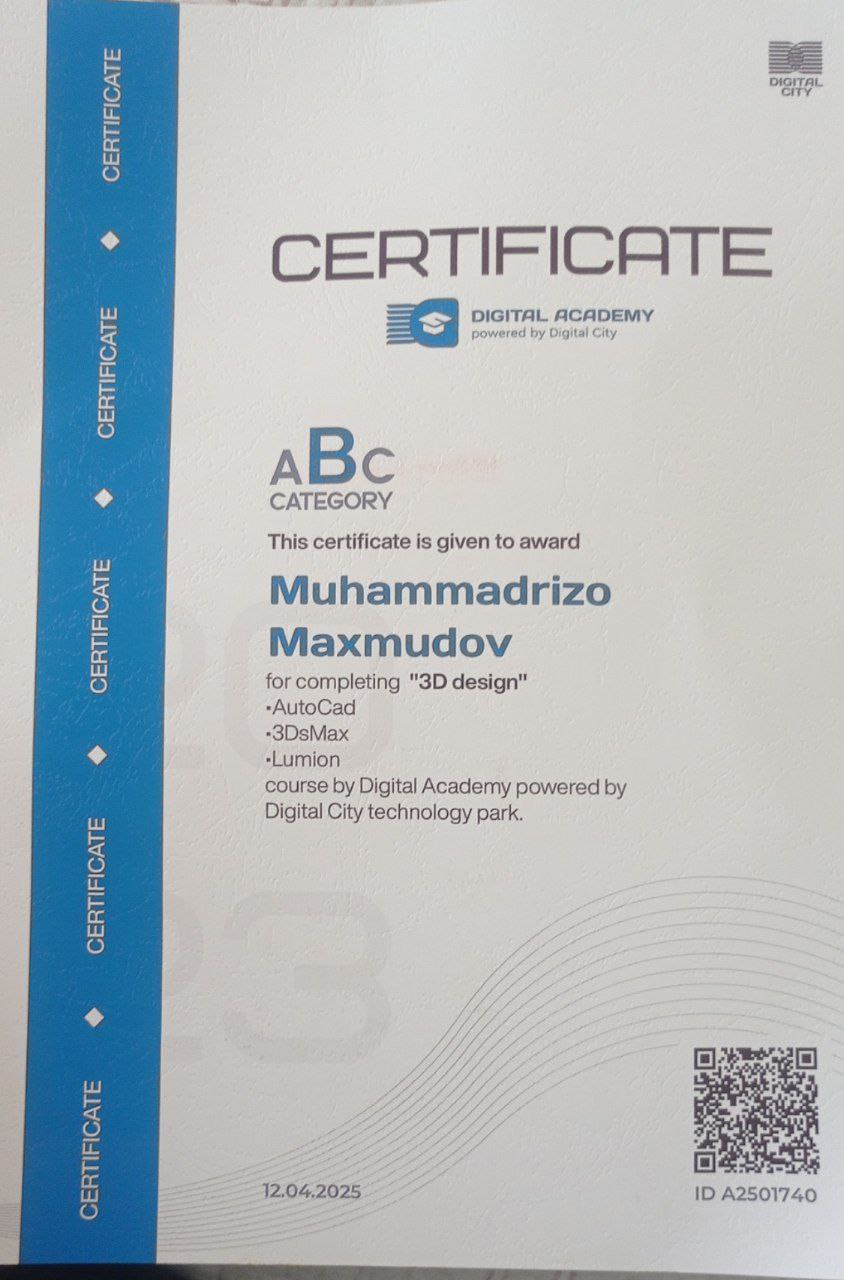 DIGITAL
CITY
CERTIFICATE
DIGITAL ACADEMY
powered by Digital City
ABC
CATEGORY
This certificate is given to award
Muhammadrizo
Maxmudov
for completing "3D design"
•AutoCad
•3DsMax
•Lumion
course by Digital Academy powered by
Digital City technology park.
2023
12.04.2025
ID A2501740
CERTIFICATE
CERTIFICATE
CERTIFICATE
CERTIFICATE
CERTIFICATE